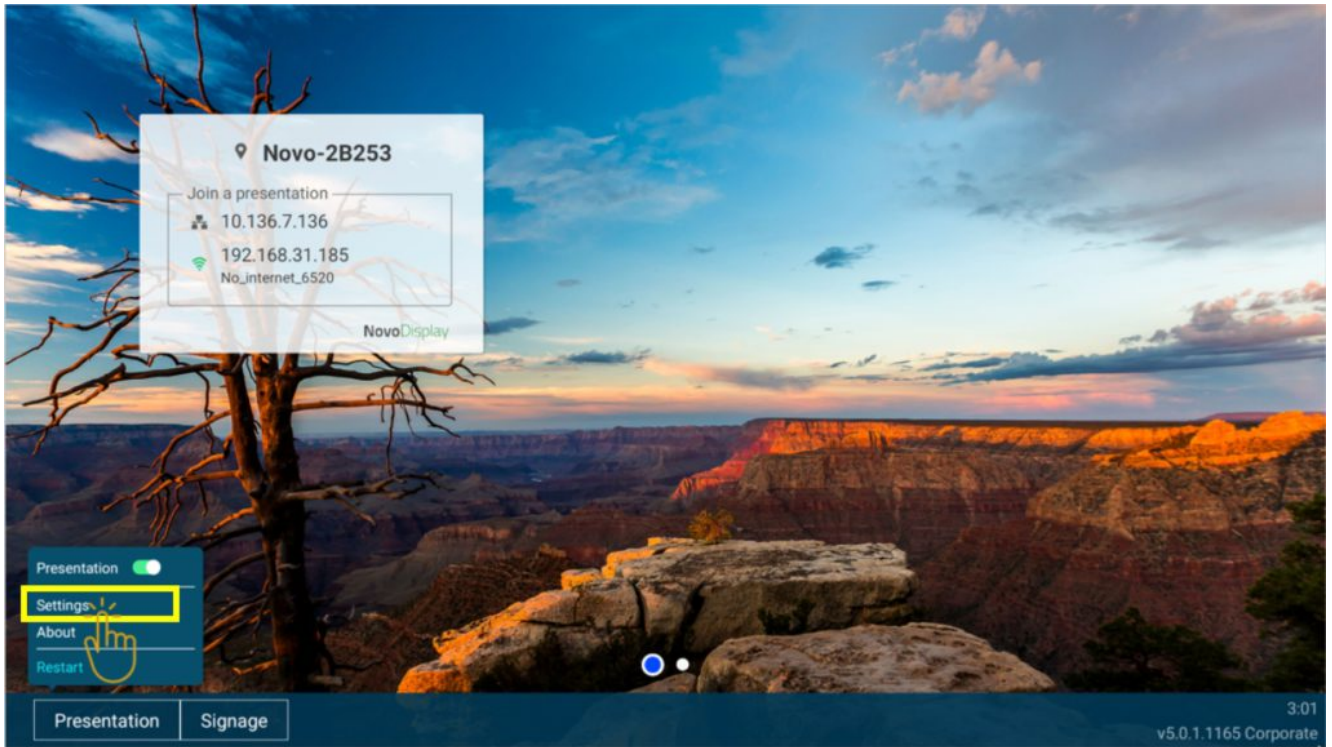 Novo-2B253
Join a presentation
10.136.7.136
192.168.31.185
No_internet_6520
NovoDisplay
Presentation
Settings
About
Restart
Presentation
Signage
3:01
v5.0.1.1165 Corporate